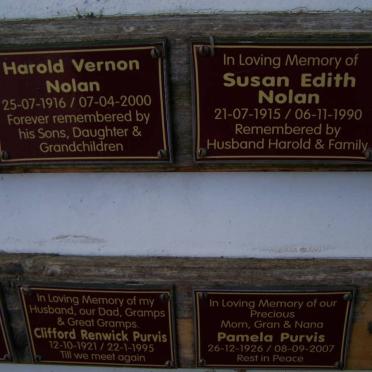 Harold Vernon
Nolan
25-07-1916 / 07-04-2000
Forever remembered by
his Sons, Daughter &
Grandchildren
In Loving Memory of
Susan Edith
Nolan
21-07-1915 / 06-11-1990
Remembered by
Husband Harold & Family
In Loving Memory of my
Husband, our Dad, Gramps
& Great Gramps.
Clifford Renwick Purvis
12-10-1921 / 22-1-1995
Till we meet again
In Loving Memory of our
Precious
Mom, Gran & Nana
Pamela Purvis
26-12-1926 / 08-09-2007
Rest in Peace